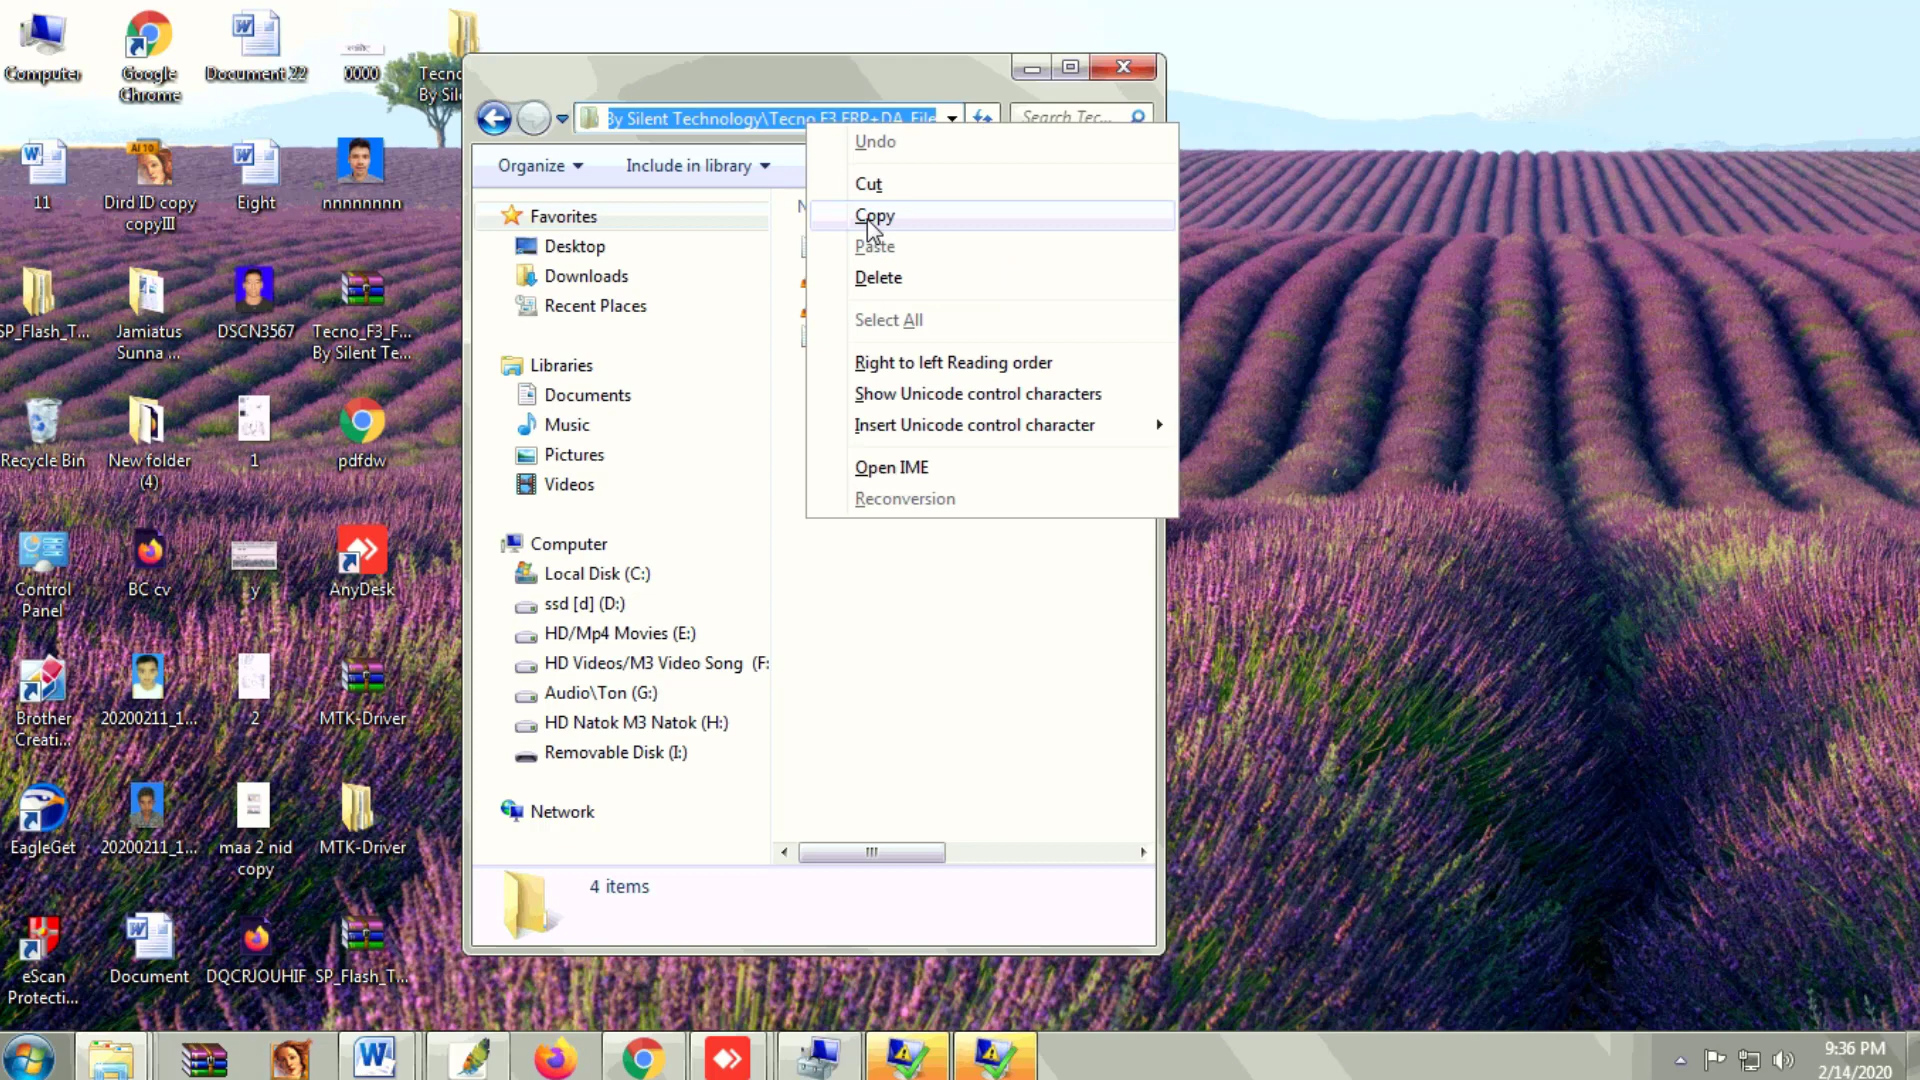 Computer
Google
Chrome
Document 22
0000
Tecno
By Sil
11
Dird ID copy
copyIII
Eight
nnnnnnnn
SP_Flash_T...
Jamiatus
Sunna ...
DSCN3567
Tecno_F3_F...
By Silent Te...
Recycle Bin
New folder
(4)
1
pdfdw
Control
Panel
BC cv
y
AnyDesk
Brother
Creati...
20200211_1...
2
MTK-Driver
EagleGet
20200211_1...
maa 2 nid
copy
MTK-Driver
eScan
Protecti...
Document
DQCRJOUHIF
SP_Flash_T...
By Silent Technology\Tecno F3 FRP+DA_File
Search Tec...
Organize
Include in library
Favorites
Desktop
Downloads
Recent Places
Libraries
Documents
Music
Pictures
Videos
Computer
Local Disk (C:)
ssd [d] (D:)
HD/Mp4 Movies (E:)
HD Videos/M3 Video Song (F:
Audio\Ton (G:)
HD Natok M3 Natok (H:)
Removable Disk (I:)
Network
4 items
Undo
Cut
Copy
Paste
Delete
Select All
Right to left Reading order
Show Unicode control characters
Insert Unicode control character
Open IME
Reconversion
9:36 PM
2/14/2020